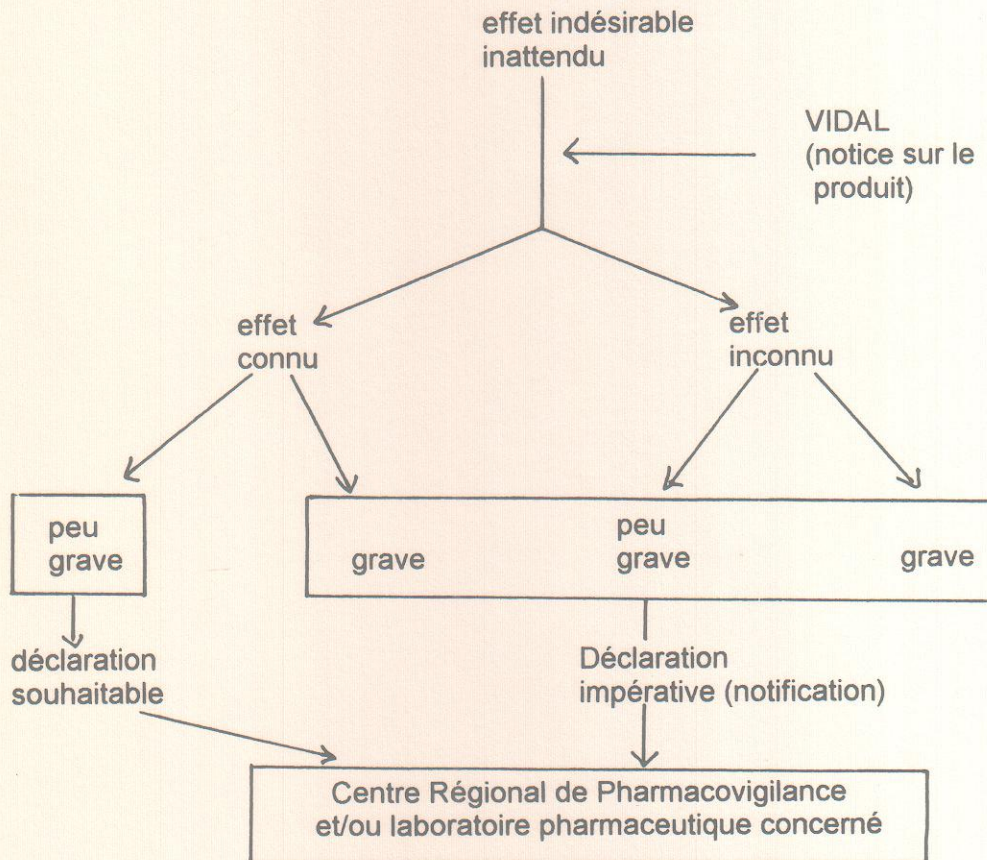 effet indésirable
inattendu
VIDAL
(notice sur le
produit)
effet
connu
effet
inconnu
peu
grave
grave
peu
grave
grave
déclaration
souhaitable
Déclaration
impérative (notification)
Centre Régional de Pharmacovigilance
et/ou laboratoire pharmaceutique concerné